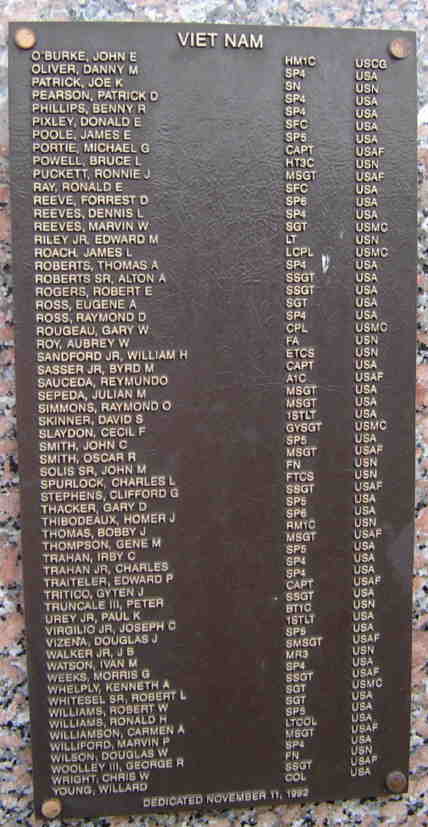 VIET NAM
O'BURKE, JOHN E HM1C USCG
OLIVER, DANNY M SP4 USA
PATRICK, JOE K SN USN
PEARSON, PATRICK D SP4 USA
PHILLIPS, BENNY R SP4 USA
PIXLEY, DONALD E SFC USA
POOLE, JAMES E SP5 USA
PORTIE, MICHAEL G CAPT USAF
POWELL, BRUCE L HT3C USN
PUCKETT, RONNIE J MSGT USAF
RAY, RONALD E SFC USA
REEVE, FORREST D SP6 USA
REEVES, DENNIS L SP4 USA
REEVES, MARVIN W SGT USMC
RILEY JR, EDWARD M LT USN
ROACH, JAMES L LCPL USMC
ROBERTS, THOMAS A SP4 USA
ROBERTS SR, ALTON A SSGT USA
ROGERS, ROBERT E SSGT USA
ROSS, EUGENE A SGT USA
ROSS, RAYMOND D SP4 USA
ROUGEAU, GARY W CPL USMC
ROY, AUBREY W FA USN
SANDFORD JR, WILLIAM H ETCS USN
SASSER JR, BYRD M CAPT USA
SAUCEDA, REYMUNDO A1C USAF
SEPEDA, JULIAN M MSGT USA
SIMMONS, RAYMOND O MSGT USA
SKINNER, DAVID S 1STLT USA
SLAYDON, CECIL F GYSGT USMC
SMITH, JOHN C SP5 USA
SMITH, OSCAR R MSGT USAF
SOLIS SR, JOHN M FN USN
SPURLOCK, CHARLES L FTCS USN
STEPHENS, CLIFFORD G SSGT USAF
THACKER, GARY D SP5 USA
THIBODEAUX, HOMER J SP6 USA
THOMAS, BOBBY J RM1C USN
THOMPSON, GENE M MSGT USAF
TRAHAN, IRBY C SP5 USA
TRAHAN JR, CHARLES SP4 USA
TRAITELER, EDWARD P SP4 USA
TRITICO, GYTEN J CAPT USAF
TRUNCALE III, PETER SSGT USA
UREY JR, PAUL K BT1C USN
VIRGILIO JR, JOSEPH C 1STLT USA
VIZENA, DOUGLAS J SP5 USA
WALKER JR, J B SMSGT USAF
WATSON, IVAN M MR3 USN
WEEKS, MORRIS G SP4 USA
WHELPLY, KENNETH A SSGT USAF
WHITESEL SR, ROBERT L SGT USMC
WILLIAMS, ROBERT W SGT USA
WILLIAMS, RONALD H SP5 USA
WILLIAMSON, CARMEN A LTCOL USA
WILLIFORD, MARVIN P MSGT USAF
WILSON, DOUGLAS W SP4 USA
WOOLLEY III, GEORGE R FN USN
WRIGHT, CHRIS W SSGT USAF
YOUNG, WILLARD COL USA
DEDICATED NOVEMBER 11, 1992